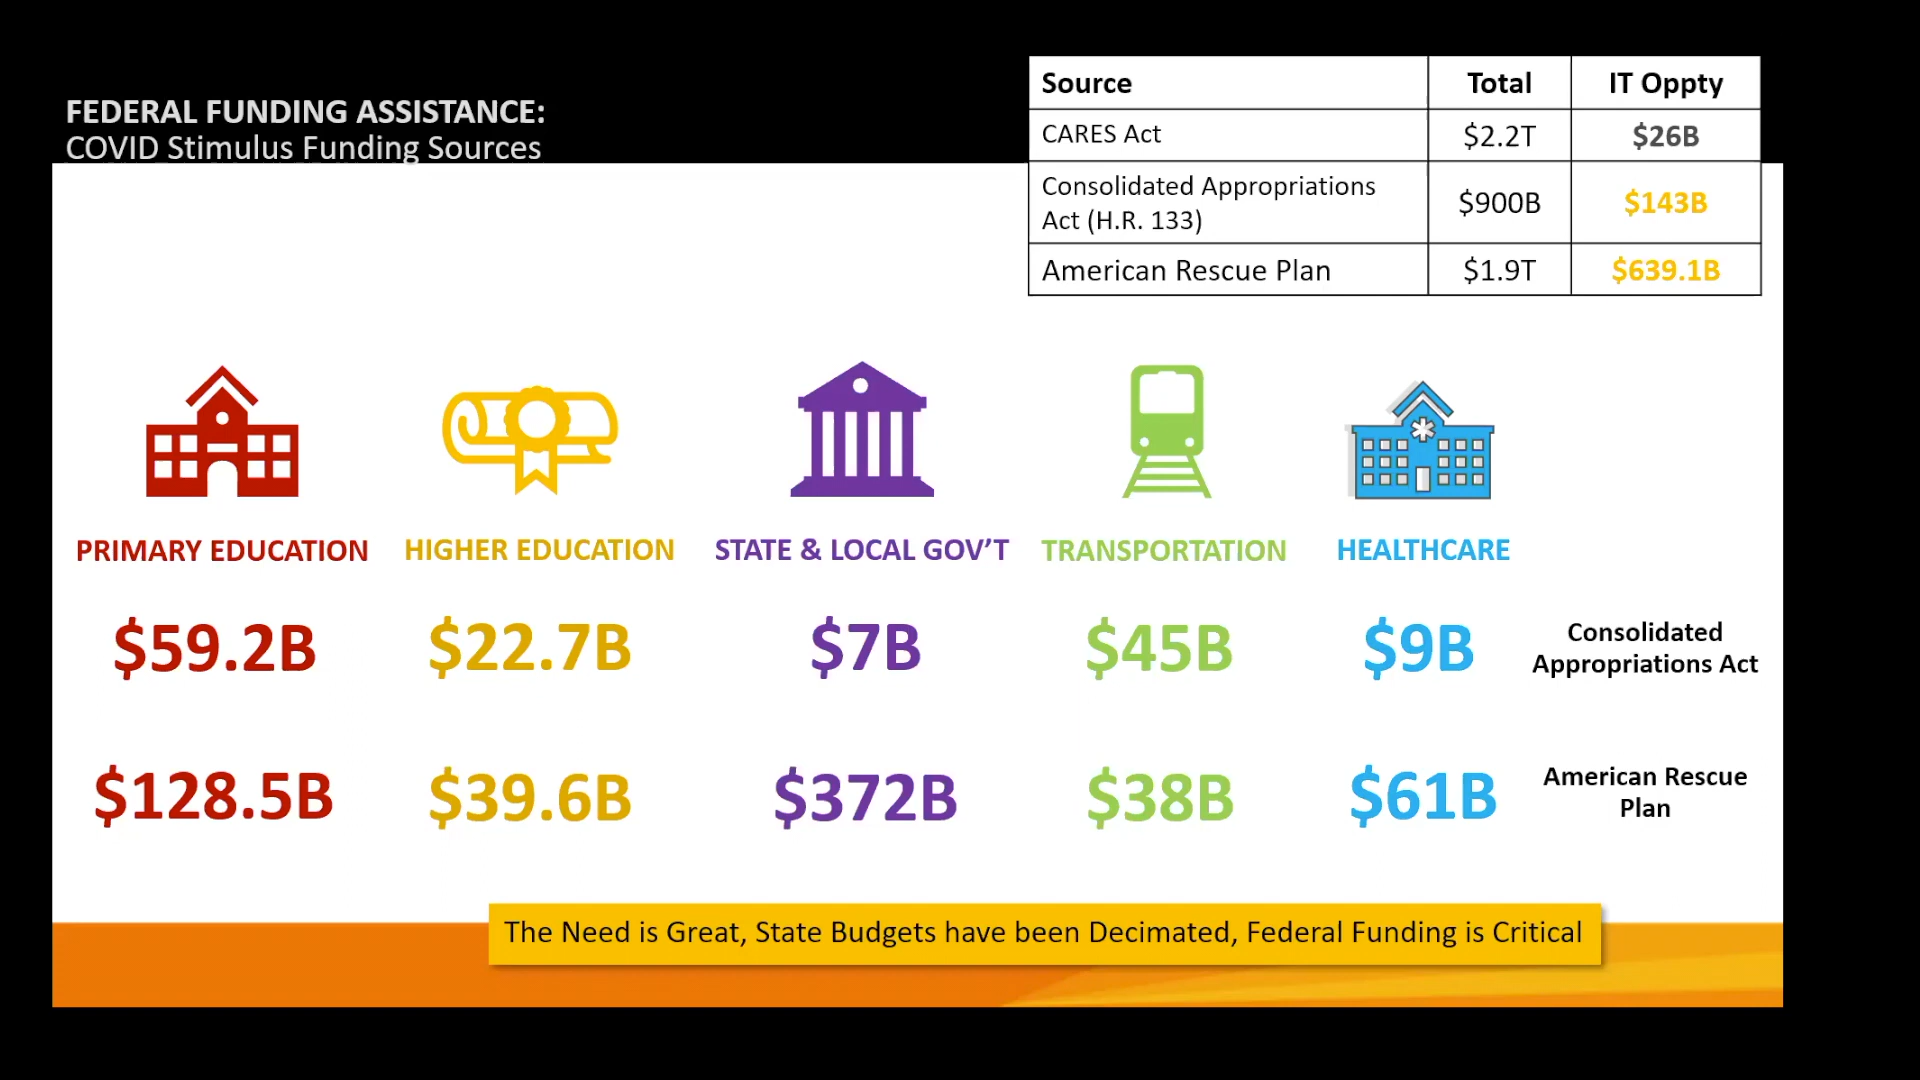 FEDERAL FUNDING ASSISTANCE:
COVID Stimulus Funding Sources
Source Total IT Oppty
CARES Act $2.2T $26B
Consolidated Appropriations
Act (H.R. 133) $900B $143B
American Rescue Plan $1.9T $639.1B
PRIMARY EDUCATION HIGHER EDUCATION STATE & LOCAL GOV’T TRANSPORTATION HEALTHCARE
$59.2B $22.7B $7B $45B $9B Consolidated
Appropriations Act
$128.5B $39.6B $372B $38B $61B American Rescue
Plan
The Need is Great, State Budgets have been Decimated, Federal Funding is Critical